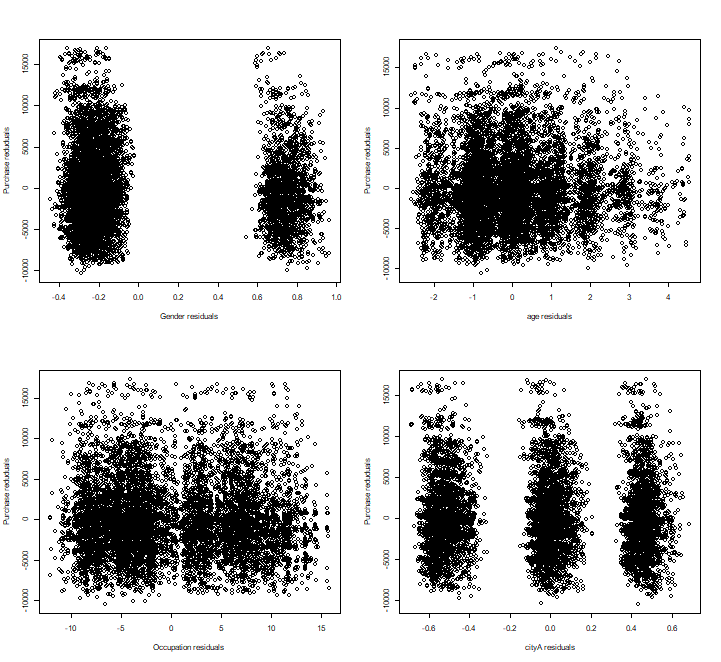 Purchase reduduals
15000
10000
5000
0
-5000
-10000
-0.4 -0.2 0.0 0.2 0.4 0.6 0.8 1.0
Gender residuals
Purchase reduduals
15000
10000
5000
0
-5000
-10000
-2 -1 0 1 2 3 4
age residuals
Purchase reduduals
15000
10000
5000
0
-5000
-10000
-10 -5 0 5 10 15
Occupation residuals
Purchase reduduals
15000
10000
5000
0
-5000
-10000
-0.6 -0.4 -0.2 0.0 0.2 0.4 0.6
cityA residuals